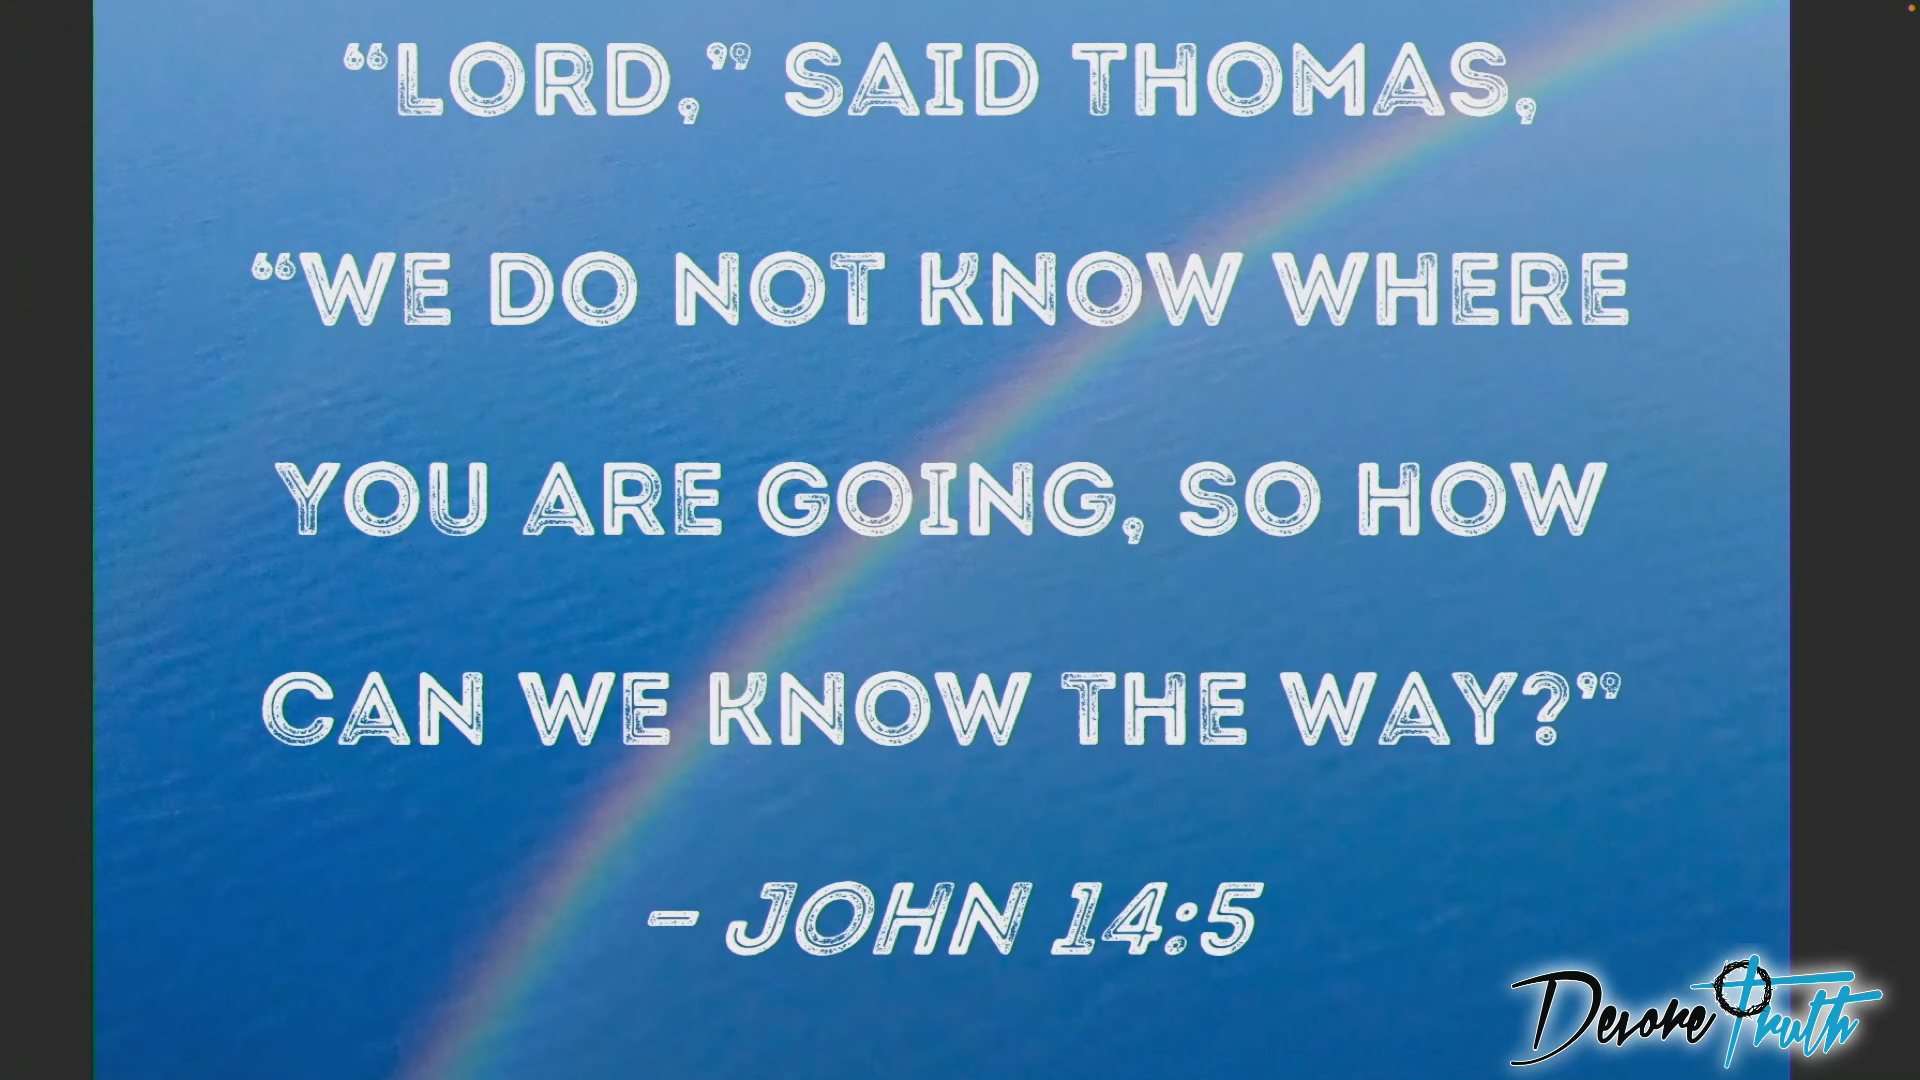 “LORD,” SAID THOMAS,
“WE DO NOT KNOW WHERE
YOU ARE GOING, SO HOW
CAN WE KNOW THE WAY?”
– JOHN 14:5
Devore Truth